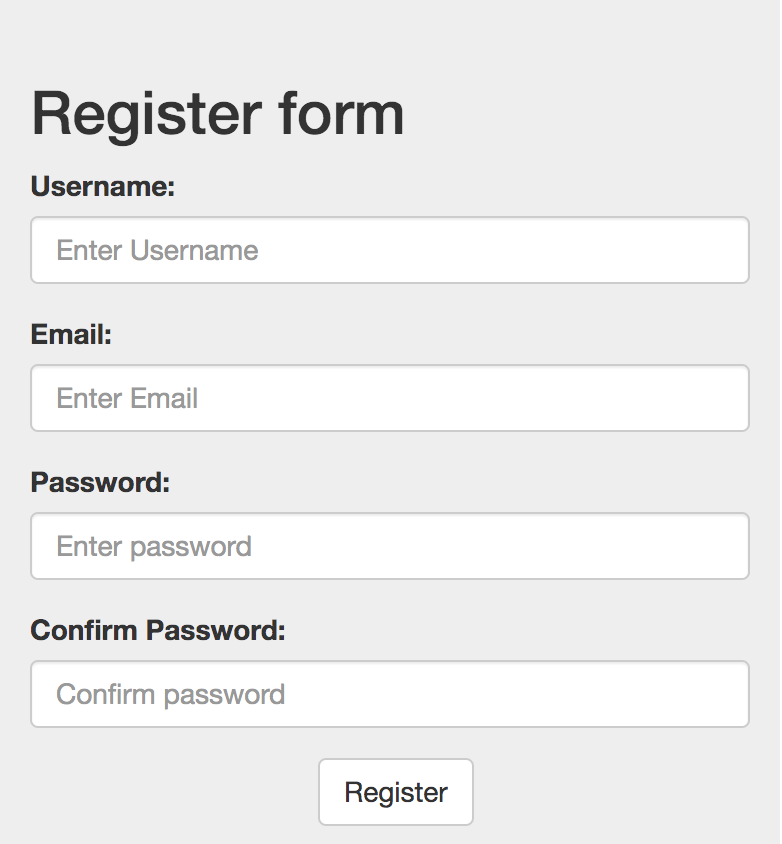 Register form
Username:
Enter Username
Email:
Enter Email
Password:
Enter password
Confirm Password:
Confirm password
Register